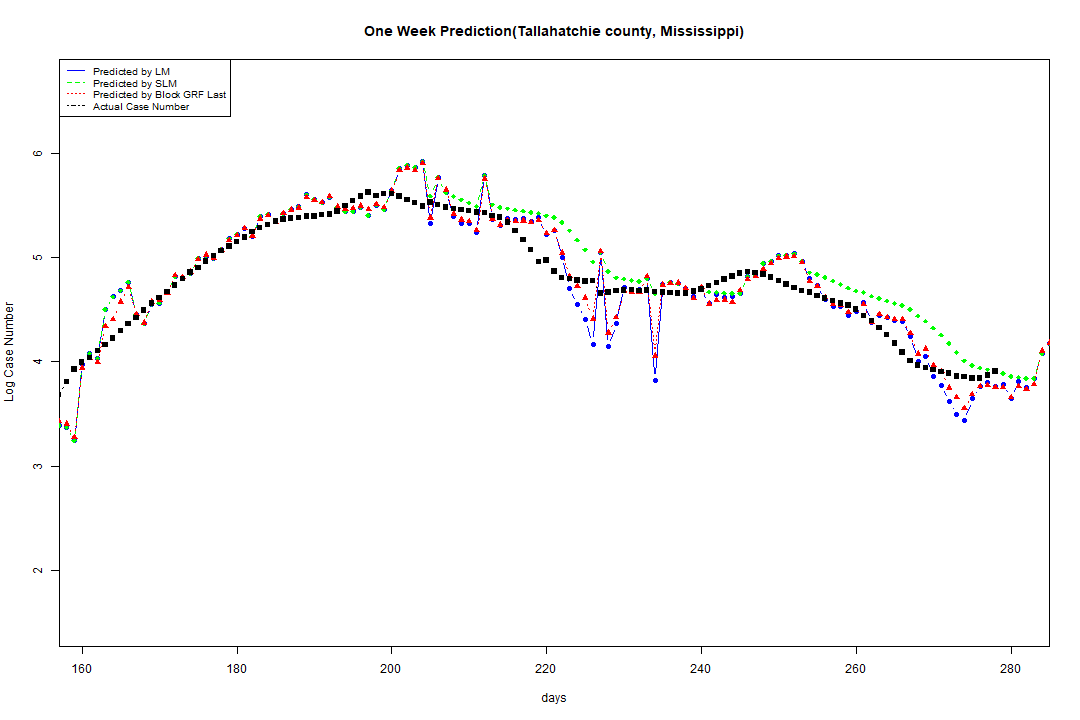 One Week Prediction(Tallahatchie county, Mississippi)
Predicted by LM
Predicted by SLM
Predicted by Block GRF Last
Actual Case Number
6
5
4
3
2
Log Case Number
160 180 200 220 240 260 280
days